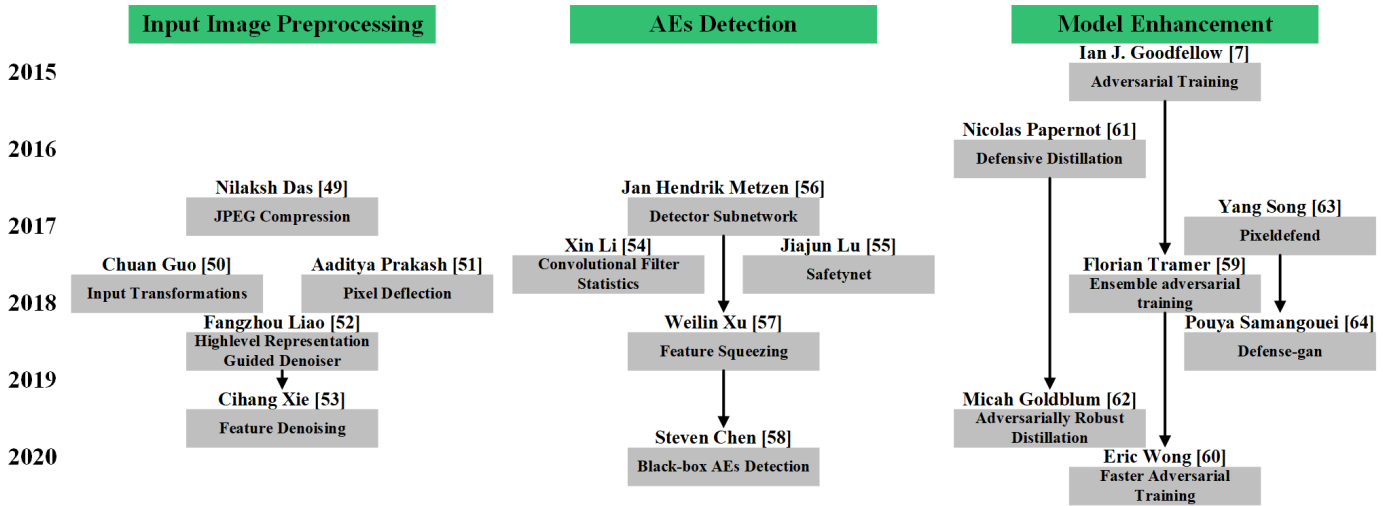 Input Image Preprocessing
AEs Detection
Model Enhancement
2015
2016
2017
2018
2019
2020
Nilaksh Das [49]
JPEG Compression
Chuan Guo [50]
Input Transformations
Aaditya Prakash [51]
Pixel Deflection
Fangzhou Liao [52]
Highlevel Representation
Guided Denoiser
Cihang Xie [53]
Feature Denoising
Jan Hendrik Metzen [56]
Detector Subnetwork
Xin Li [54]
Convolutional Filter
Statistics
Jiajun Lu [55]
Safetynet
Weilin Xu [57]
Feature Squeezing
Steven Chen [58]
Black-box AEs Detection
Ian J. Goodfellow [7]
Adversarial Training
Nicolas Papernot [61]
Defensive Distillation
Yang Song [63]
Pixeldefend
Florian Tramer [59]
Ensemble adversarial
training
Pouya Samangouei [64]
Defense-gan
Micah Goldblum [62]
Adversarially Robust
Distillation
Eric Wong [60]
Faster Adversarial
Training